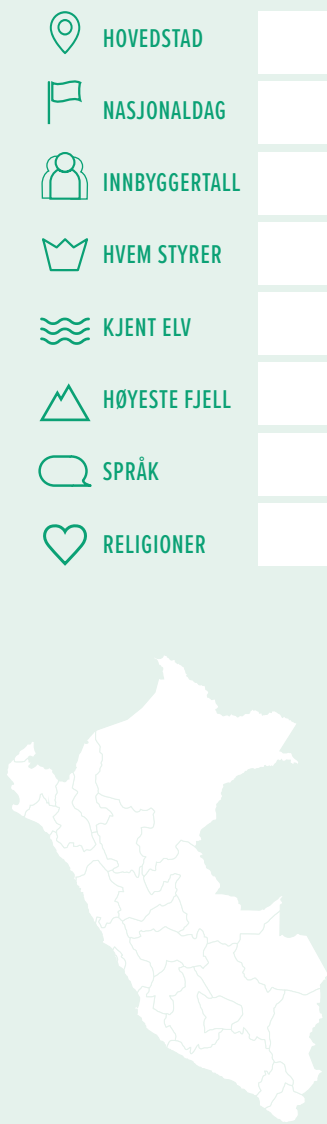 HOVEDSTAD
NASJONALDAG
INNBYGGERTALL
HVEM STYRER
KJENT ELV
HØYESTE FJELL
SPRÅK
RELIGIONER